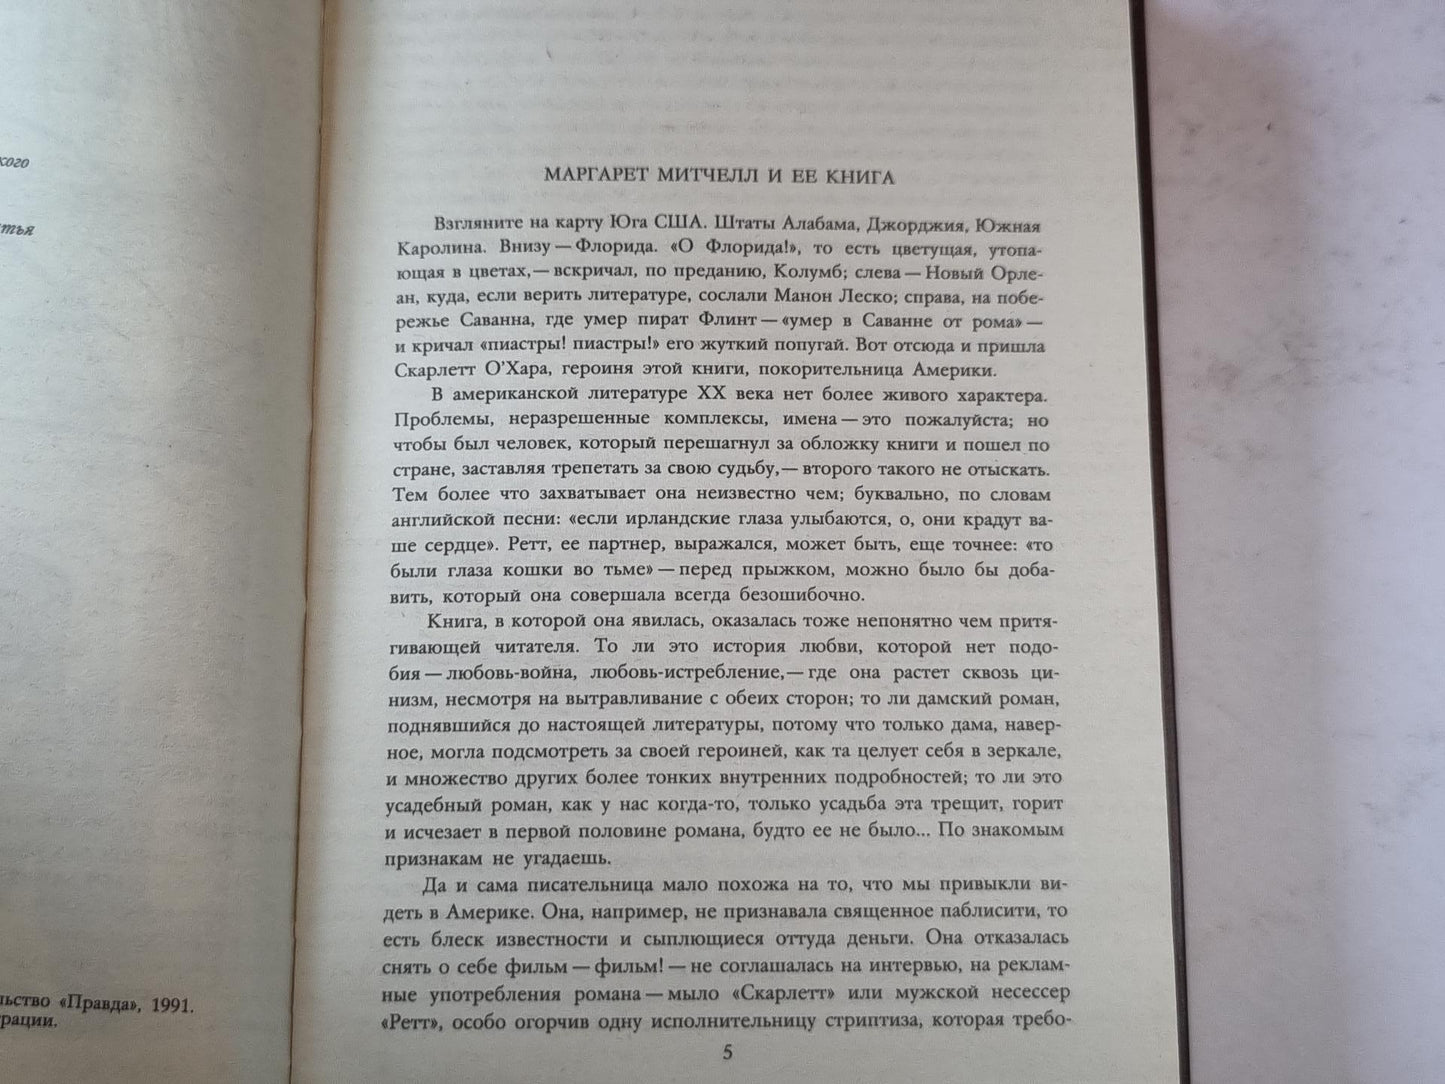 кого
тья
льство «Правда», 1991.
рации.
МАРГАРЕТ МИТЧЕЛЛ И ЕЕ КНИГА
Взгляните на карту Юга США. Штаты Алабама, Джорджия, Южная
Каролина. Внизу — Флорида. «О Флорида!», то есть цветущая, утопа-
ющая в цветах,— вскричал, по преданию, Колумб; слева — Новый Орле-
ан, куда, если верить литературе, сослали Манон Леско; справа, на побе-
режье Саванна, где умер пират Флинт — «умер в Саванне от рома» —
и кричал «пиастры! пиастры!» его жуткий попугай. Вот отсюда и пришла
Скарлетт О’Хара, героиня этой книги, покорительница Америки.
В американской литературе XX века нет более живого характера.
Проблемы, неразрешенные комплексы, имена — это пожалуйста; но
чтобы был человек, который перешагнул за обложку книги и пошел по
стране, заставляя трепетать за свою судьбу,— второго такого не отыскать.
Тем более что захватывает она неизвестно чем; буквально, по словам
английской песни: «если ирландские глаза улыбаются, о, они крадут ва-
ше сердце». Ретт, ее партнер, выражался, может быть, еще точнее: «то
были глаза кошки во тьме» — перед прыжком, можно было бы доба-
вить, который она совершала всегда безошибочно.
Книга, в которой она явилась, оказалась тоже непонятно чем притя-
гивающей читателя. То ли это история любви, которой нет подо-
бия — любовь-война, любовь-истребление,— где она растет сквозь ци-
низм, несмотря на вытравливание с обеих сторон; то ли дамский роман,
поднявшийся до настоящей литературы, потому что только дама, навер-
ное, могла подсмотреть за своей героиней, как та целует себя в зеркале,
и множество других более тонких внутренних подробностей; то ли это
усадебный роман, как у нас когда-то, только усадьба эта трещит, горит
и исчезает в первой половине романа, будто ее не было... По знакомым
признакам не угадаешь.
Да и сама писательница мало похожа на то, что мы привыкли ви-
деть в Америке. Она, например, не признавала священное паблисити, то
есть блеск известности и сыплющиеся оттуда деньги. Она отказалась
снять о себе фильм — фильм! — не соглашалась на интервью, на реклам-
ные употребления романа — мыло «Скарлетт» или мужской несессер
«Ретт», особо огорчив одну исполнительницу стриптиза, которая требо-
5